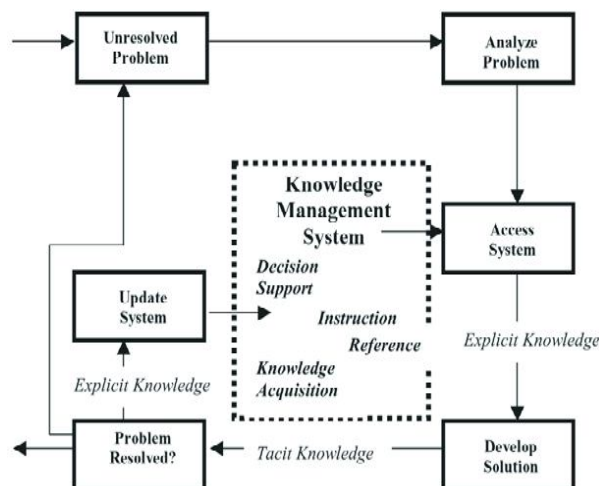 Unresolved
Problem
Analyze
Problem
Knowledge
Management
System
Access
System
Decision
Support
Update
System
Instruction
Reference
Explicit Knowledge
Explicit Knowledge
Knowledge
Acquisition
Problem
Resolved?
Tacit Knowledge
Develop
Solution